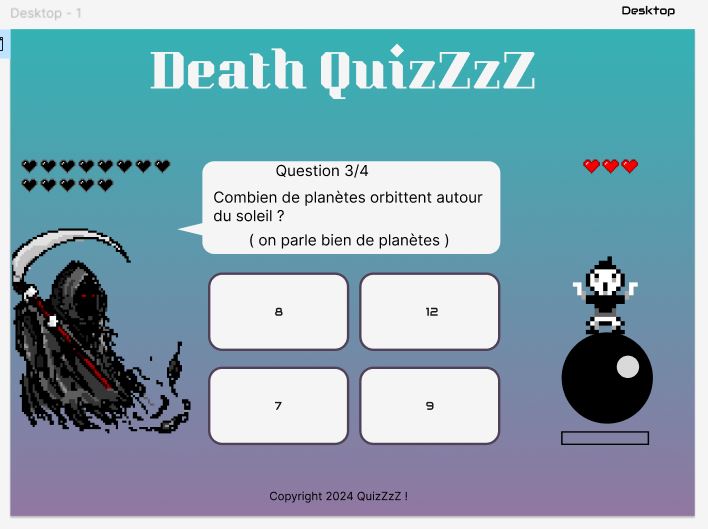 Desktop - 1
Desktop
Death QuizZzZ
Question 3/4
Combien de planètes orbittent autour
du soleil ?
( on parle bien de planètes )
8
12
7
9
Copyright 2024 QuizZzZ !